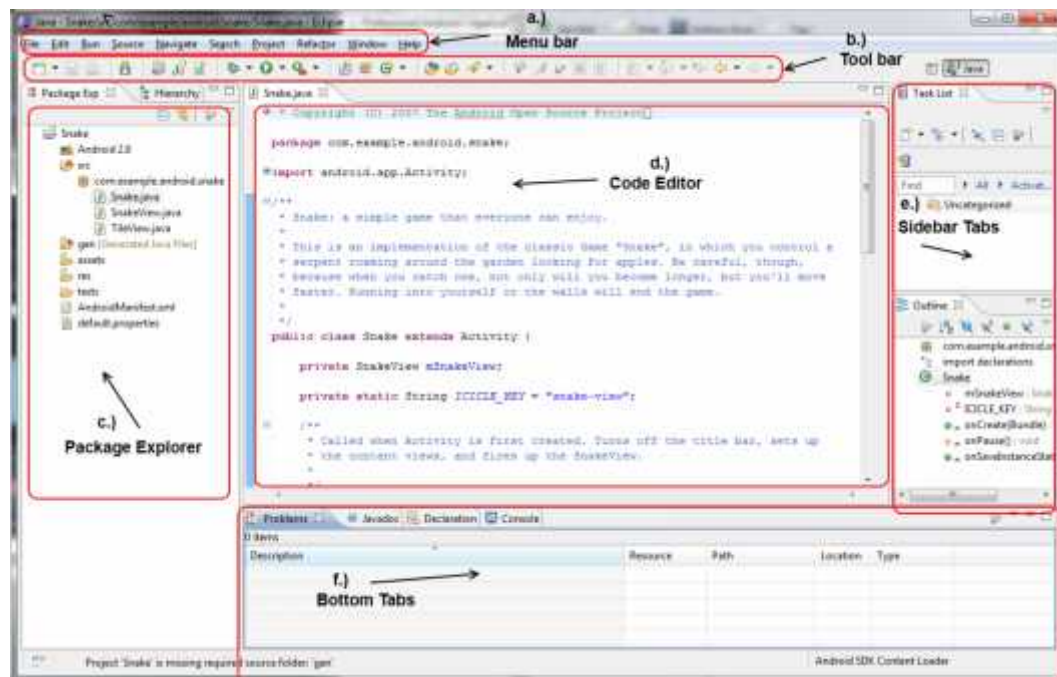 Java - Snake/
Eclipse
a.)
File Edit Run Source Navigate Search Project Refactor Window Help
Menu bar
b.)
Tool bar
Java
Package Exp
Hierarchy
Snake.java
Task List
Snake
Android 2.0
src
com.example.android.snake
Snake.java
SnakeView.java
TileView.java
gen [Generated Java Files]
assets
res
tests
AndroidManifest.xml
default.properties
c.)
Package Explorer
* Copyright (C) 2007 The Android Open Source Project
package com.example.android.snake;
import android.app.Activity;
d.)
Code Editor
/**
* Snake: a simple game that everyone can enjoy.
*
* This is an implementation of the classic Game "Snake", in which you control a
* serpent roaming around the garden looking for apples. Be careful, though,
* because when you catch one, not only will you become longer, but you'll move
* faster. Running into yourself or the walls will end the game.
*
*/
public class Snake extends Activity {
private SnakeView mSnakeView;
private static String ICICLE_KEY = "snake-view";
/**
* Called when Activity is first created. Turns off the title bar, sets up
* the content views, and fires up the SnakeView.
*
*/
Find
All
Activat...
e.)
Uncategorized
Sidebar Tabs
Outline
com.example.android.sn
import declarations
Snake
mSnakeView : Snak
ICICLE_KEY : String
onCreate(Bundle)
onPause() : void
onSaveInstanceStat
Problems
Javadoc
Declaration
Console
0 items
Description
Resource
Path
Location
Type
f.)
Bottom Tabs
Project 'Snake' is missing required source folder: 'gen'
Android SDK Content Loader